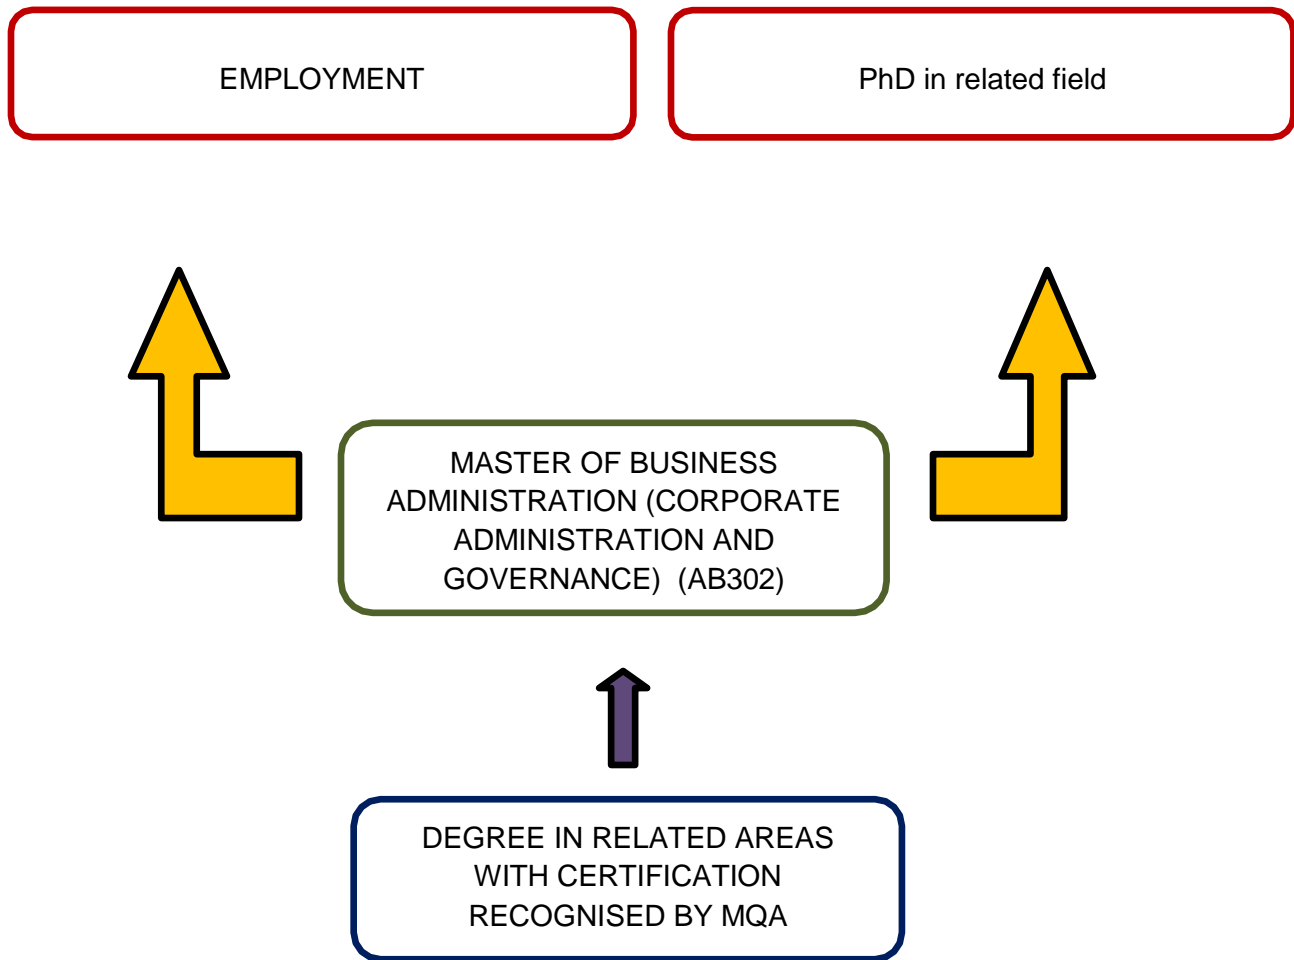 EMPLOYMENT
PhD in related field
MASTER OF BUSINESS
ADMINISTRATION (CORPORATE
ADMINISTRATION AND
GOVERNANCE)  (AB302)
DEGREE IN RELATED AREAS
WITH CERTIFICATION
RECOGNISED BY MQA